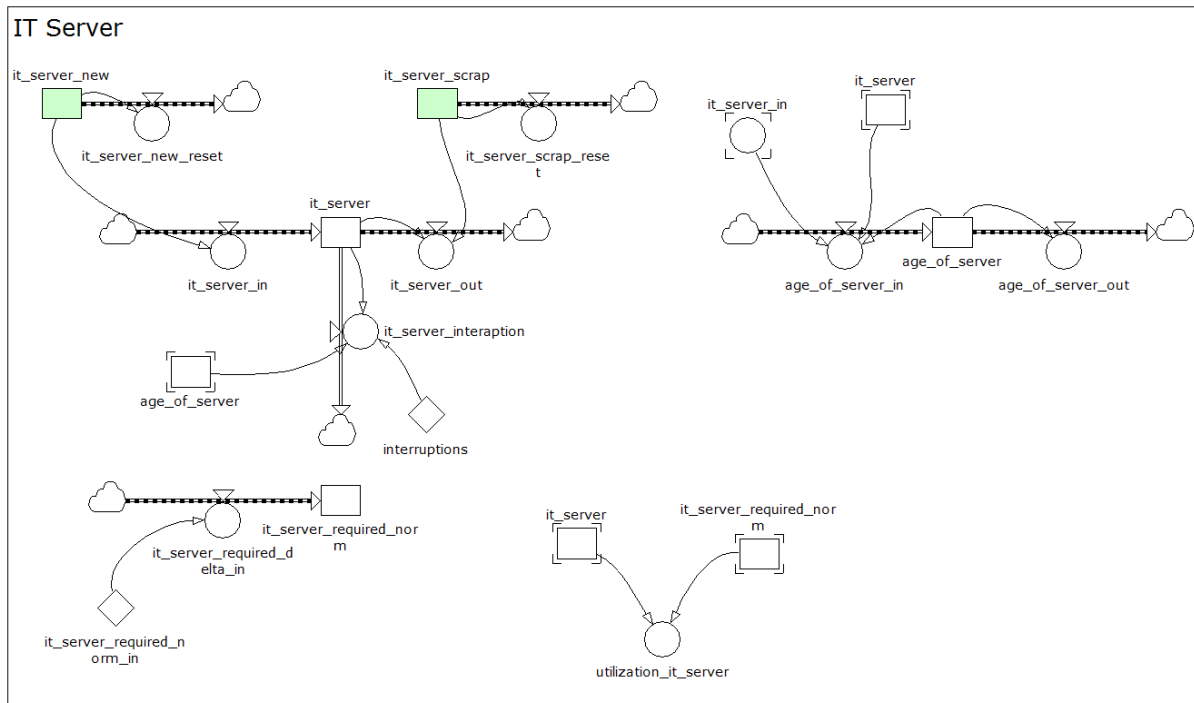 IT Server
it_server_new
it_server_scrap
it_server
it_server_in
it_server_new_reset
it_server_scrap_rese
t
it_server
it_server_in
it_server_out
age_of_server
age_of_server_in
age_of_server_out
it_server_interaption
age_of_server
interruptions
it_server_required_nor
m
it_server_required_d
elta_in
it_server
it_server_required_nor
m
it_server_required_n
orm_in
utilization_it_server